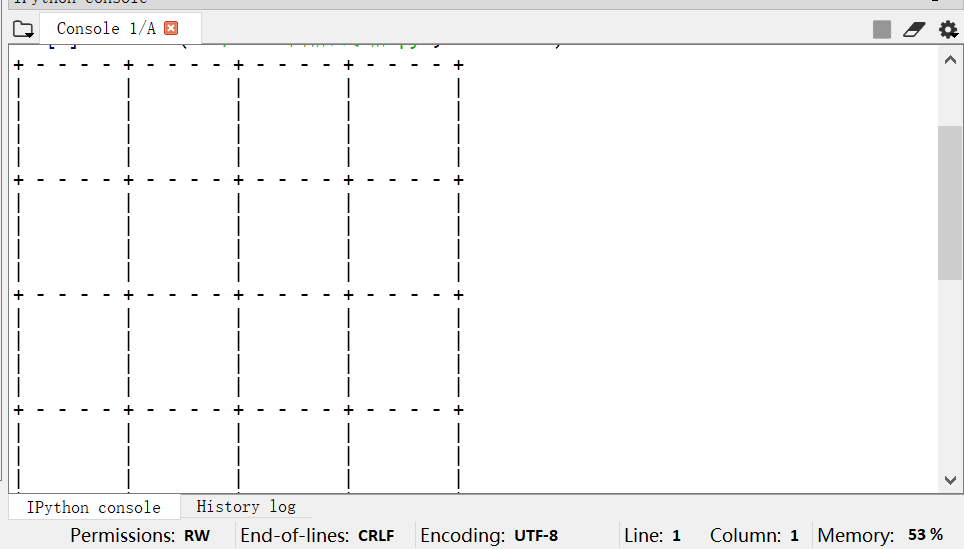 IPython console
Console 1/A
+ - - - - + - - - - + - - - - + - - - - +
|         |         |         |         |
|         |         |         |         |
|         |         |         |         |
|         |         |         |         |
+ - - - - + - - - - + - - - - + - - - - +
|         |         |         |         |
|         |         |         |         |
|         |         |         |         |
|         |         |         |         |
+ - - - - + - - - - + - - - - + - - - - +
|         |         |         |         |
|         |         |         |         |
|         |         |         |         |
|         |         |         |         |
+ - - - - + - - - - + - - - - + - - - - +
|         |         |         |         |
|         |         |         |         |
|         |         |         |         |
IPython console History log
Permissions: RW End-of-lines: CRLF Encoding: UTF-8 Line: 1 Column: 1 Memory: 53 %